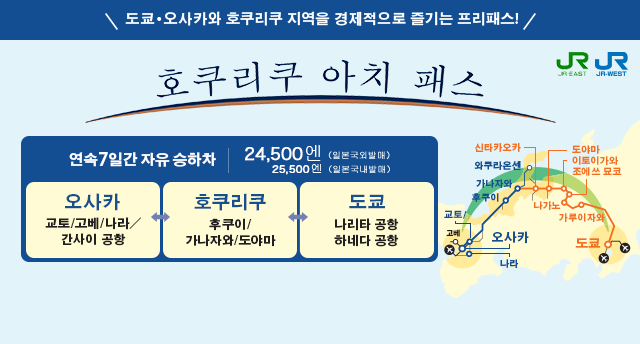 도쿄•오사카와 호쿠리쿠 지역을 경제적으로 즐기는 프리패스!
JR JR
JR-EAST JR-WEST
호쿠리쿠 아치 패스
연속7일간 자유 승하차
24,500엔 (일본국외발매)
25,500엔 (일본국내발매)
오사카
교토/고베/나라/
간사이 공항
호쿠리쿠
후쿠이/
가나자와/도야마
도쿄
나리타 공항
하네다 공항
신타카오카
도야마
이토이가와
조에쓰 묘코
와쿠라온센
가나자와
후쿠이
나가노
가루이자와
교토/
고베
오사카
나라
도쿄